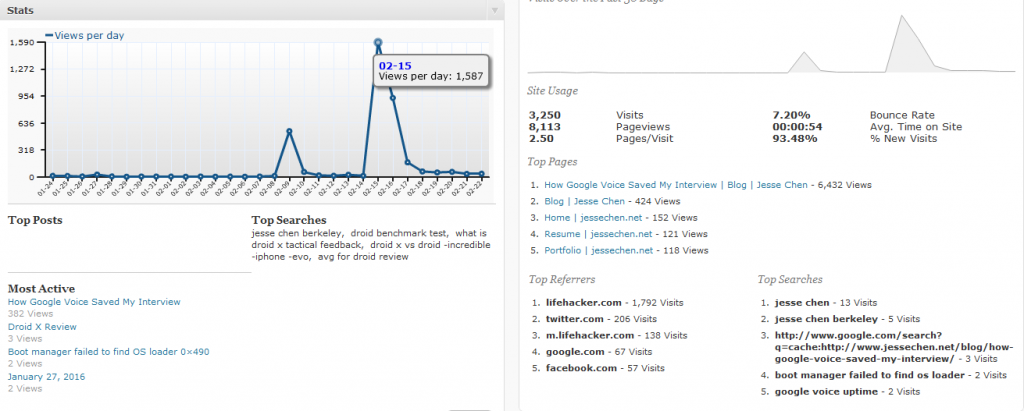 Stats
Views per day
1,590
1,272
954
636
318
0
02-15
Views per day: 1,587
01-24 01-25 01-26 01-27 01-28 01-29 01-30 01-31 02-01 02-02 02-03 02-04 02-05 02-06 02-07 02-08 02-09 02-10 02-11 02-12 02-13 02-14 02-15 02-16 02-17 02-18 02-19 02-20 02-21 02-22
Top Posts
Top Searches
jesse chen berkeley, droid benchmark test, what is
droid x tactical feedback, droid x vs droid -incredible
-iphone -evo, avg for droid review
Most Active
How Google Voice Saved My Interview
382 Views
Droid X Review
3 Views
Boot manager failed to find OS loader 0×490
2 Views
January 27, 2016
2 Views
Site Usage
3,250 Visits 7.20% Bounce Rate
8,113 Pageviews 00:00:54 Avg. Time on Site
2.50 Pages/Visit 93.48% % New Visits
Top Pages
1. How Google Voice Saved My Interview | Blog | Jesse Chen - 6,432 Views
2. Blog | Jesse Chen - 424 Views
3. Home | jessechen.net - 152 Views
4. Resume | jessechen.net - 121 Views
5. Portfolio | jessechen.net - 118 Views
Top Referrers
1. lifehacker.com - 1,792 Visits
2. twitter.com - 206 Visits
3. m.lifehacker.com - 138 Visits
4. google.com - 67 Visits
5. facebook.com - 57 Visits
Top Searches
1. jesse chen - 13 Visits
2. jesse chen berkeley - 5 Visits
3. http://www.google.com/search?
q=cache:http://www.jessechen.net/blog/how-
google-voice-saved-my-interview/ - 3 Visits
4. boot manager failed to find os loader - 2 Visits
5. google voice uptime - 2 Visits